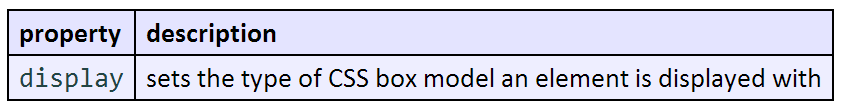 property description
display sets the type of CSS box model an element is displayed with